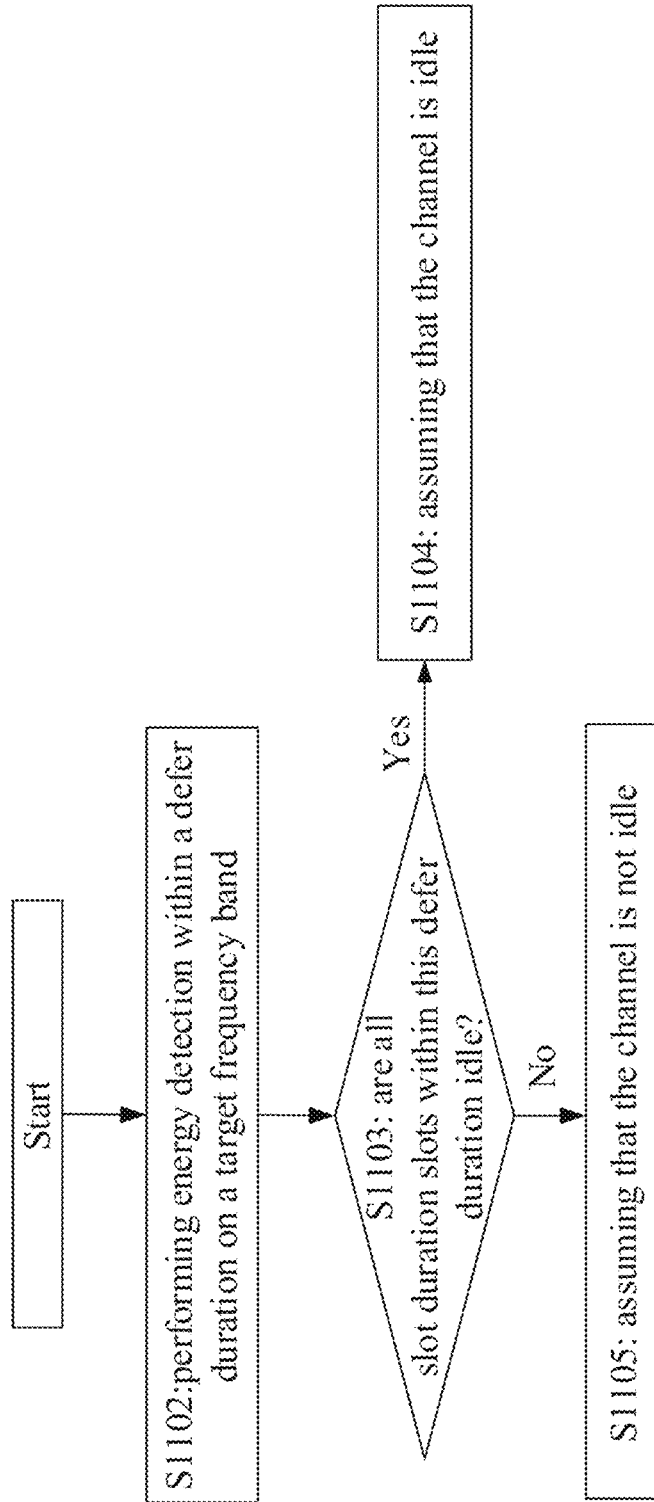 Start
S1102:performing energy detection within a defer
duration on a target frequency band
S1103: are all
slot duration slots within this defer
duration idle?
Yes
S1104: assuming that the channel is idle
No
S1105: assuming that the channel is not idle